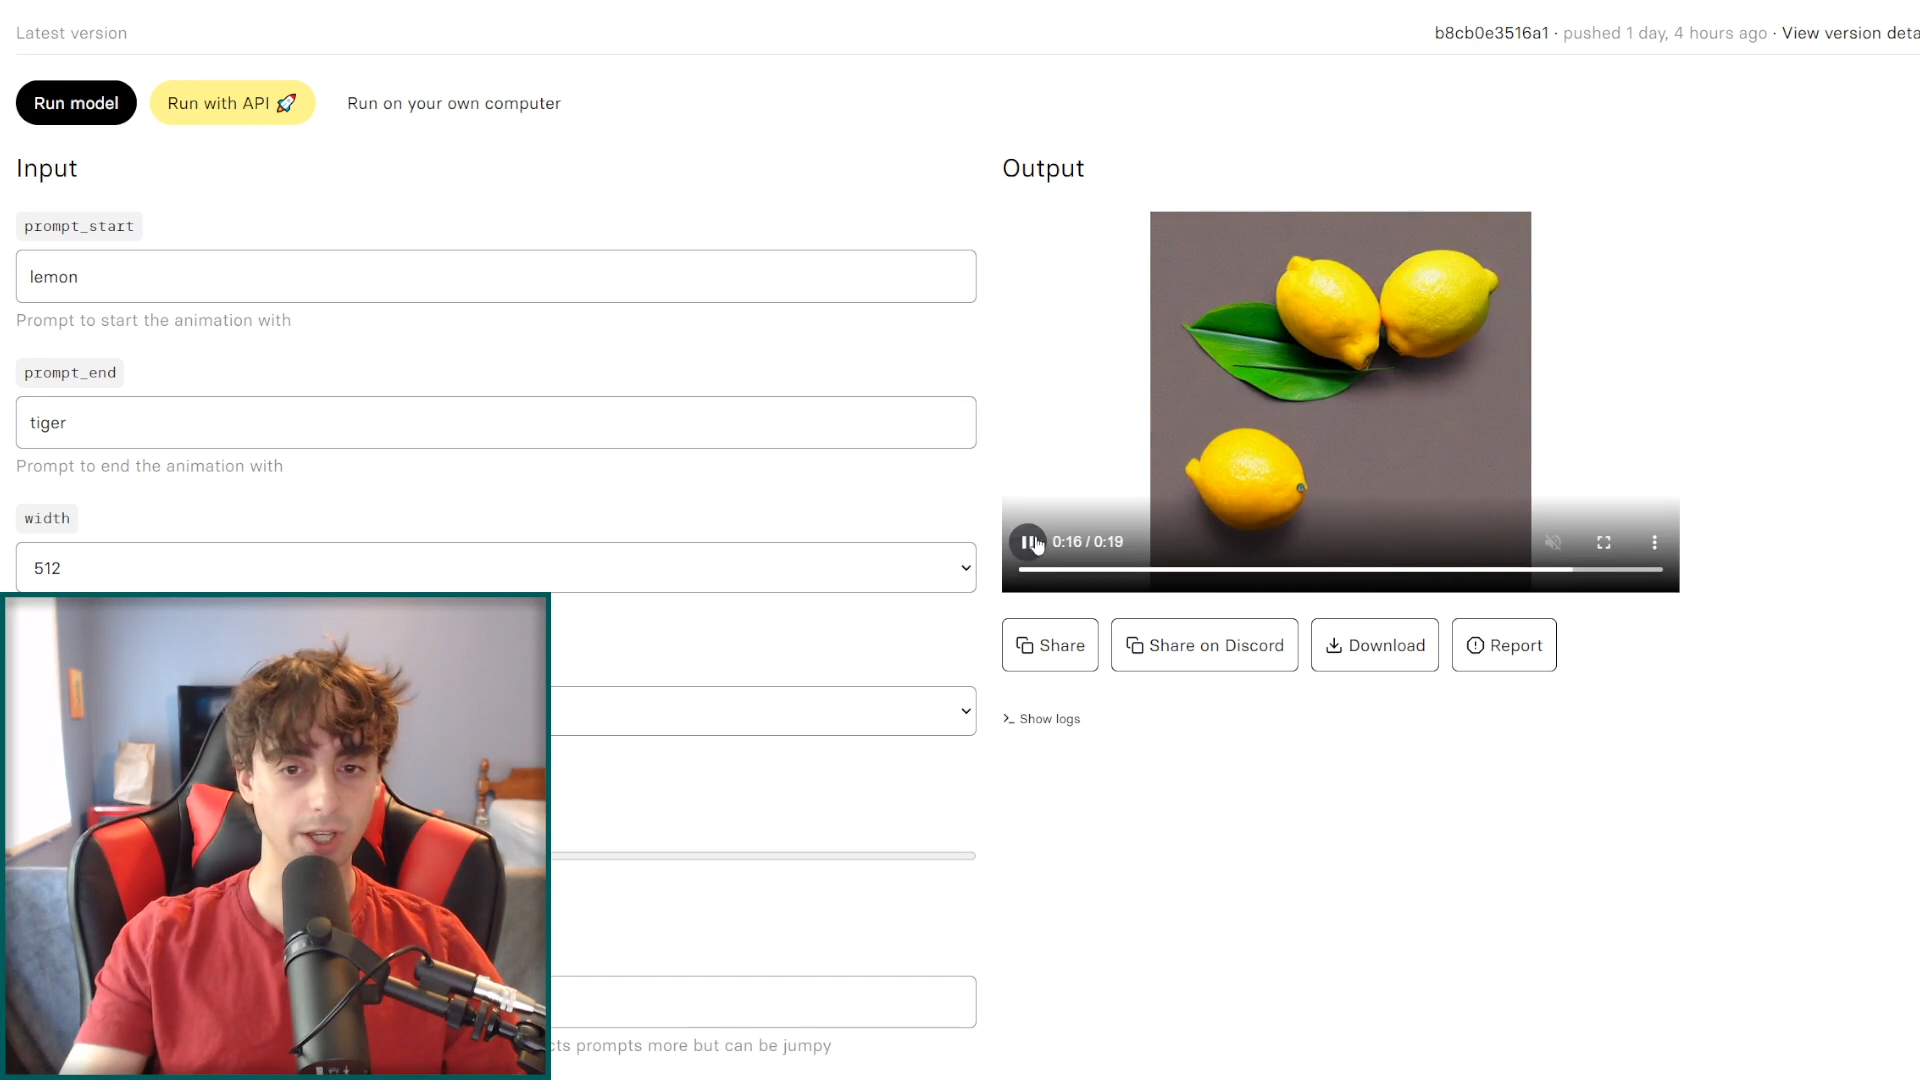 Latest version
b8cb0e3516a1 · pushed 1 day, 4 hours ago · View version deta
Run model
Run with API 🚀
Run on your own computer
Input
Output
prompt_start
lemon
Prompt to start the animation with
prompt_end
tiger
Prompt to end the animation with
width
512
0:16 / 0:19
Share
Share on Discord
Download
Report
>_ Show logs
cts prompts more but can be jumpy